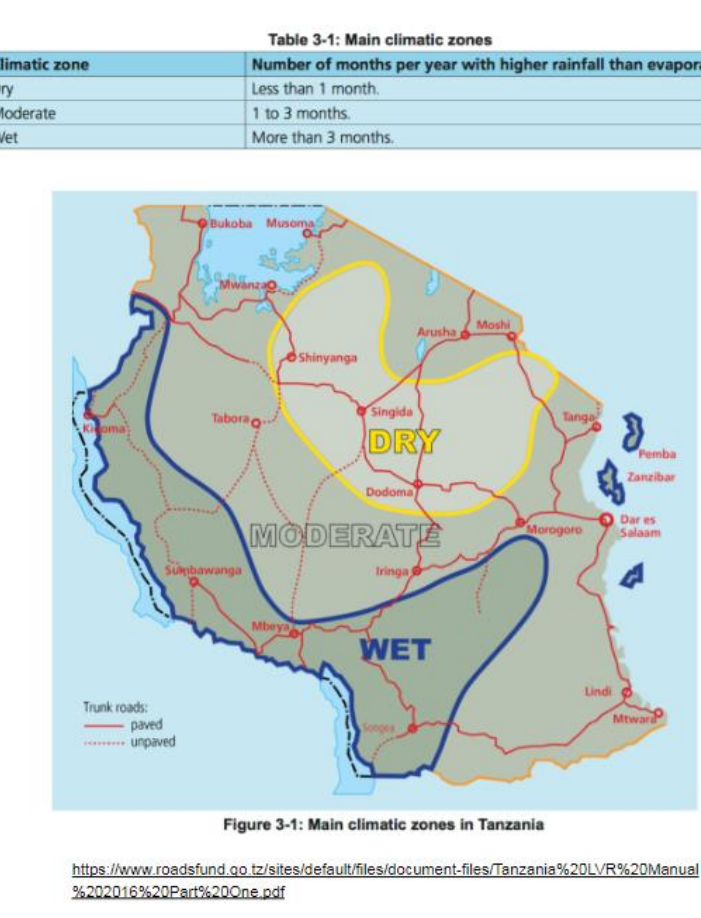 Table 3-1: Main climatic zones
limatic zone Number of months per year with higher rainfall than evapora
ry Less than 1 month.
Moderate 1 to 3 months.
Wet More than 3 months.
Bukoba Musoma
Mwanza
Arusha Moshi
Shinyanga
Tabora Singida Tanga
Kigoma DRY
Pemba
Zanzibar
Dodoma
MODERATE Morogoro Dar es
Salaam
Sumbawanga Iringa
Mbeya
WET
Lindi
Trunk roads:
paved
unpaved
Songea Mtwara
Figure 3-1: Main climatic zones in Tanzania
https://www.roadsfund.go.tz/sites/default/files/document-files/Tanzania%20LVR%20Manual
%202016%20Part%20One.pdf